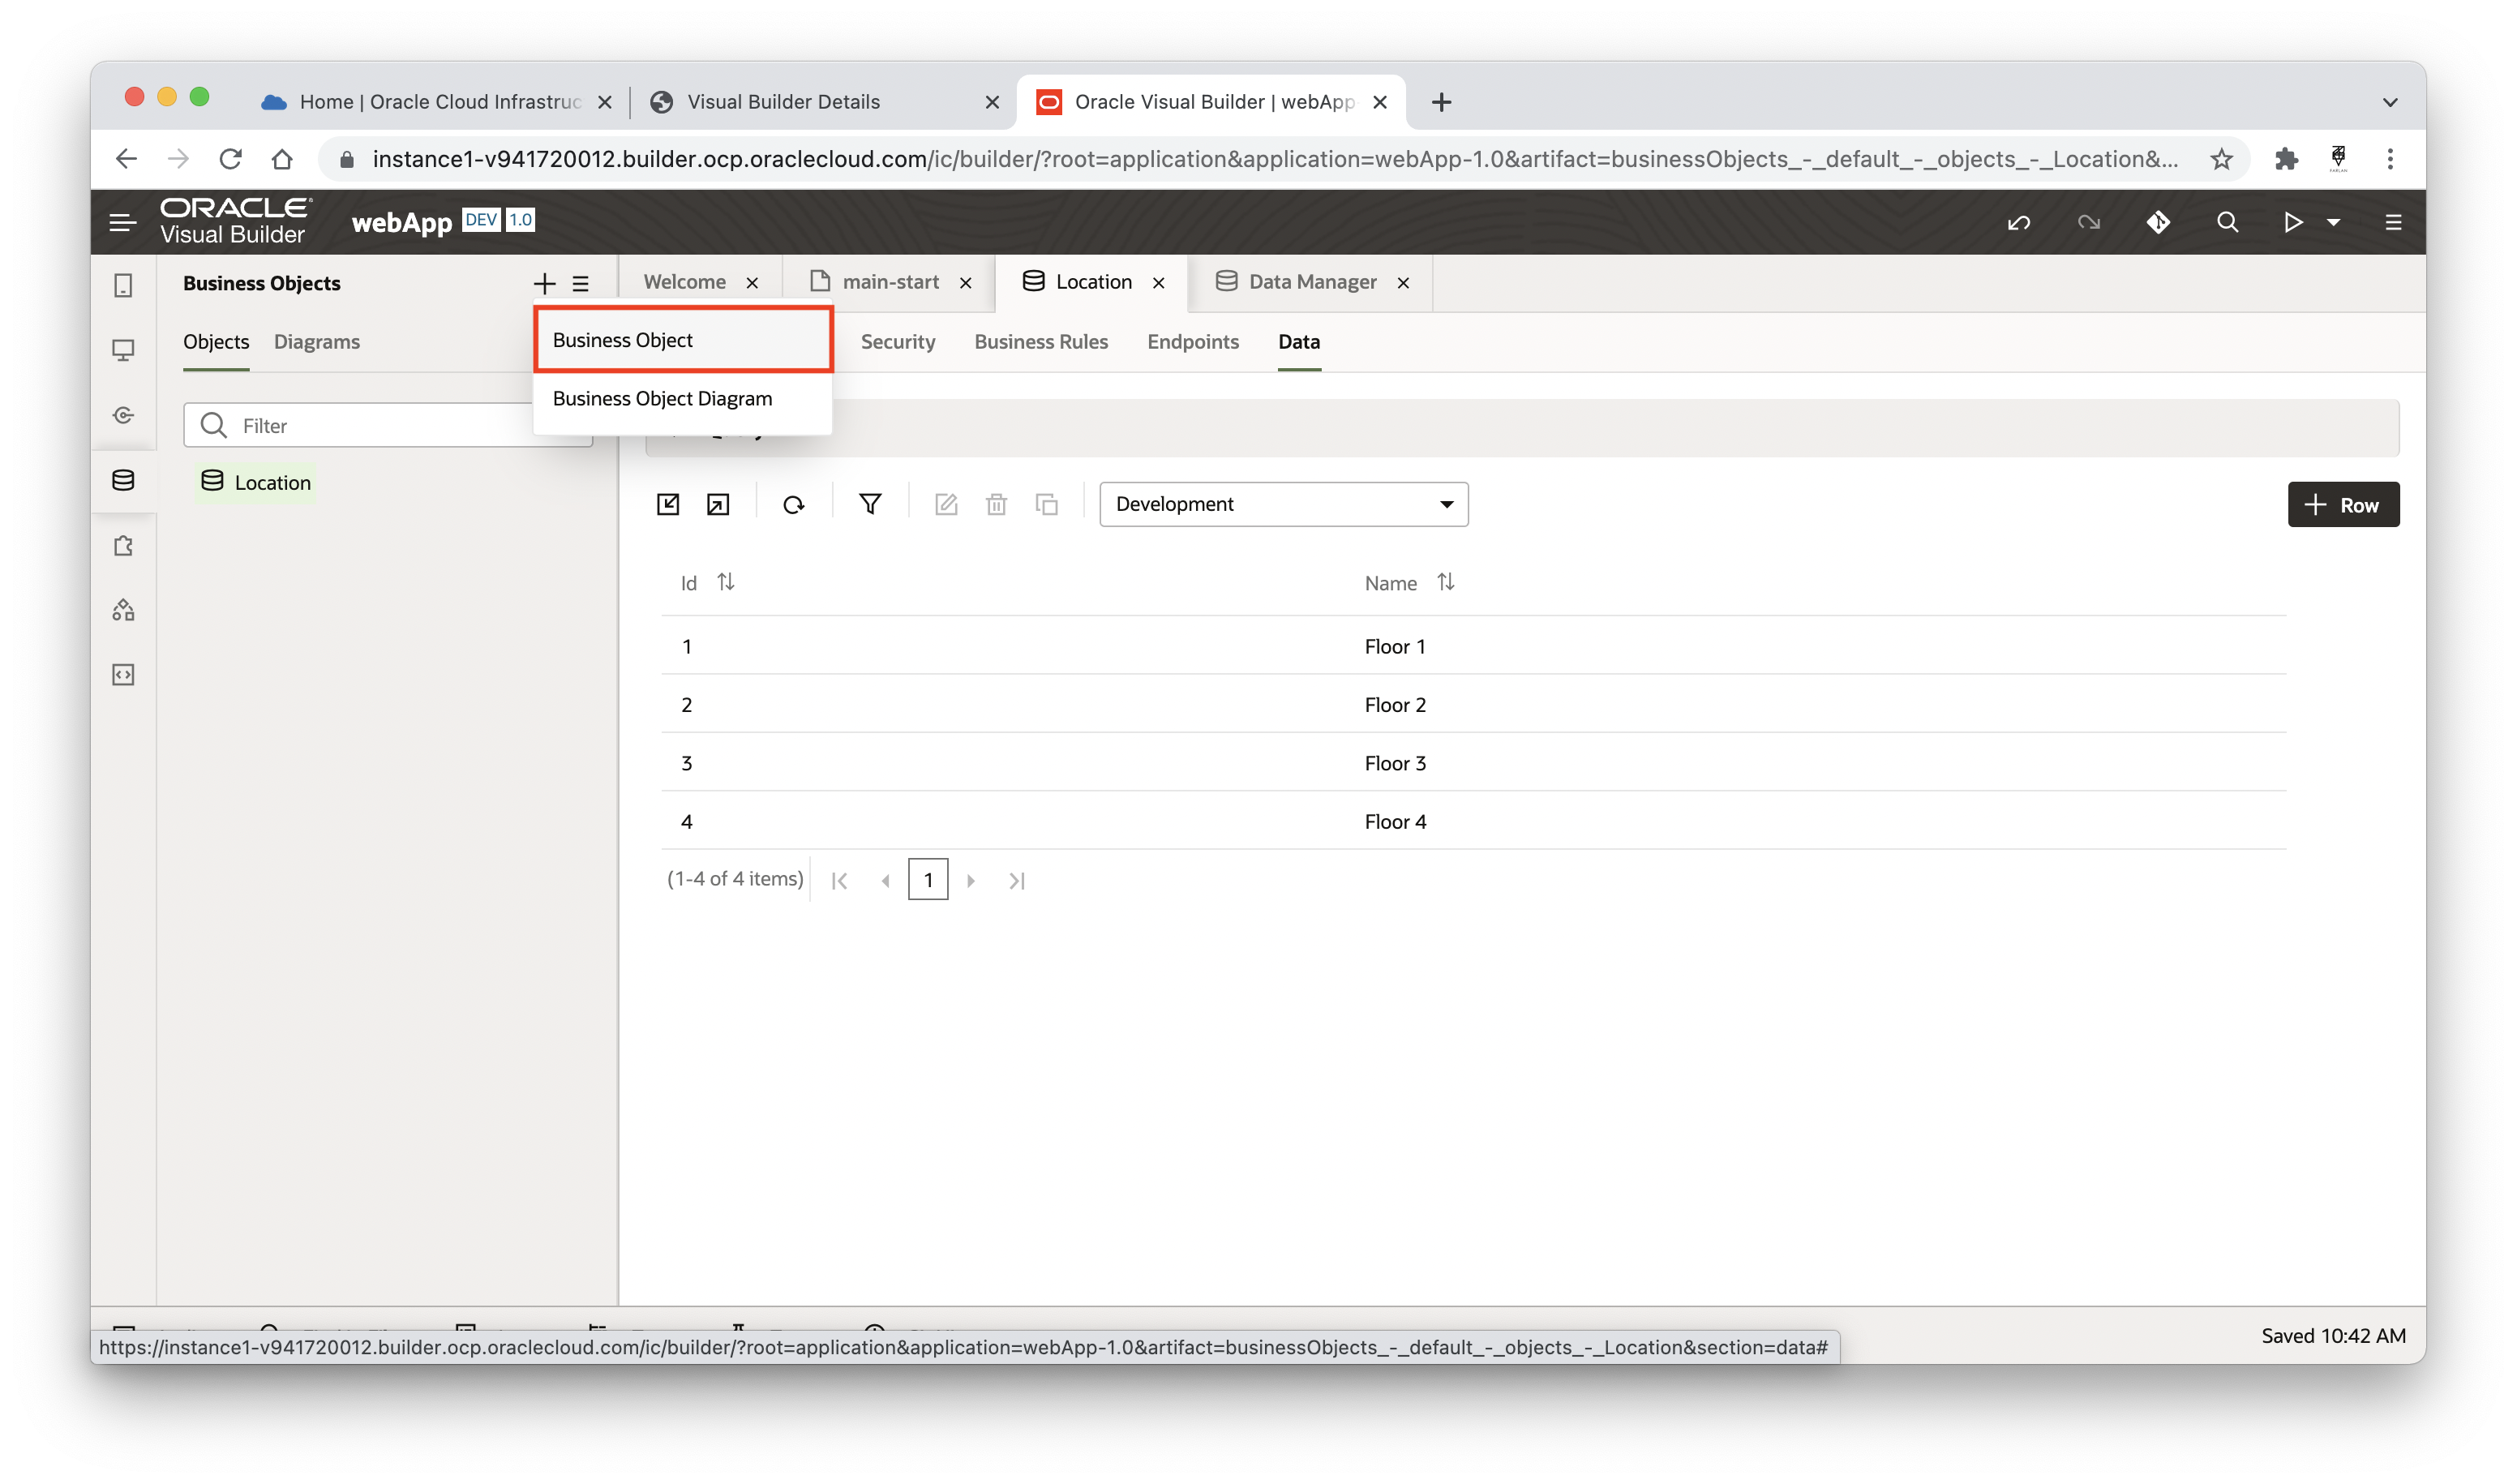 Home | Oracle Cloud Infrastruc
Visual Builder Details
Oracle Visual Builder | webApp
instance1-v941720012.builder.ocp.oraclecloud.com/ic/builder/?root=application&application=webApp-1.0&artifact=businessObjects_-_default_-_objects_-_Location&...
ORACLE
Visual Builder
webApp DEV 1.0
Business Objects
Welcome
main-start
Location
Data Manager
Objects
Diagrams
Business Object
Business Object Diagram
Security
Business Rules
Endpoints
Data
Filter
Location
Development
Row
Id
Name
1
Floor 1
2
Floor 2
3
Floor 3
4
Floor 4
(1-4 of 4 items)
1
Saved 10:42 AM
https://instance1-v941720012.builder.ocp.oraclecloud.com/ic/builder/?root=application&application=webApp-1.0&artifact=businessObjects_-_default_-_objects_-_Location&section=data#